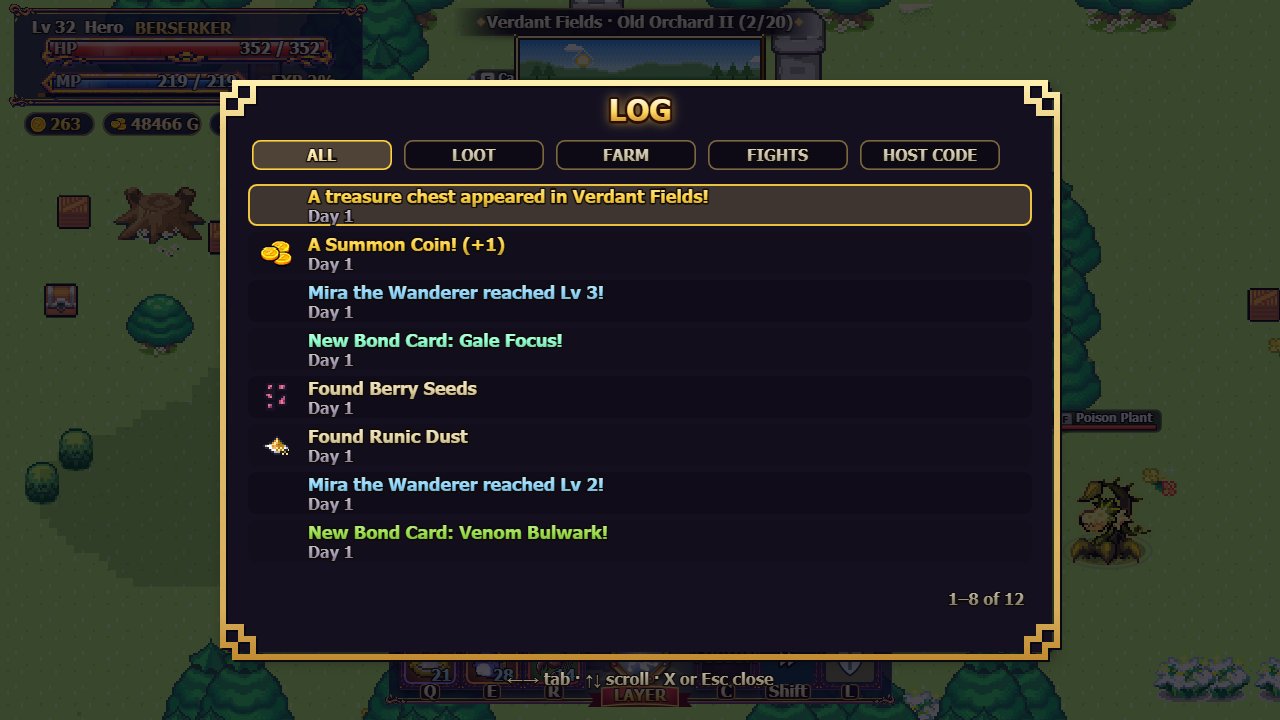 Lv 32 Hero BERSERKER
HP 352 / 352
MP 219 / 219
263
48466 G
Verdant Fields · Old Orchard II (2/20)
LOG
ALL
LOOT
FARM
FIGHTS
HOST CODE
A treasure chest appeared in Verdant Fields!
Day 1
A Summon Coin! (+1)
Day 1
Mira the Wanderer reached Lv 3!
Day 1
New Bond Card: Gale Focus!
Day 1
Found Berry Seeds
Day 1
Found Runic Dust
Day 1
Mira the Wanderer reached Lv 2!
Day 1
New Bond Card: Venom Bulwark!
Day 1
1–8 of 12
Poison Plant
21
28
←→ tab · ↑↓ scroll · X or Esc close
Q
E
R
LAYER
C
Shift
L